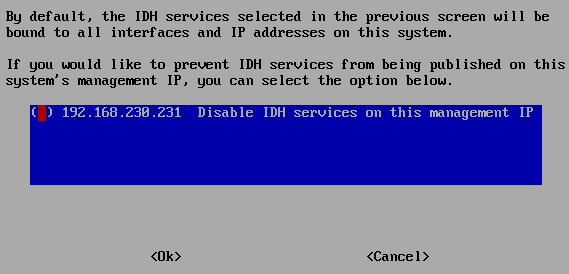 By default, the IDH services selected in the previous screen will be
bound to all interfaces and IP addresses on this system.
If you would like to prevent IDH services from being published on this
system's management IP, you can select the option below.
( ) 192.168.230.231  Disable IDH services on this management IP
<Ok> <Cancel>